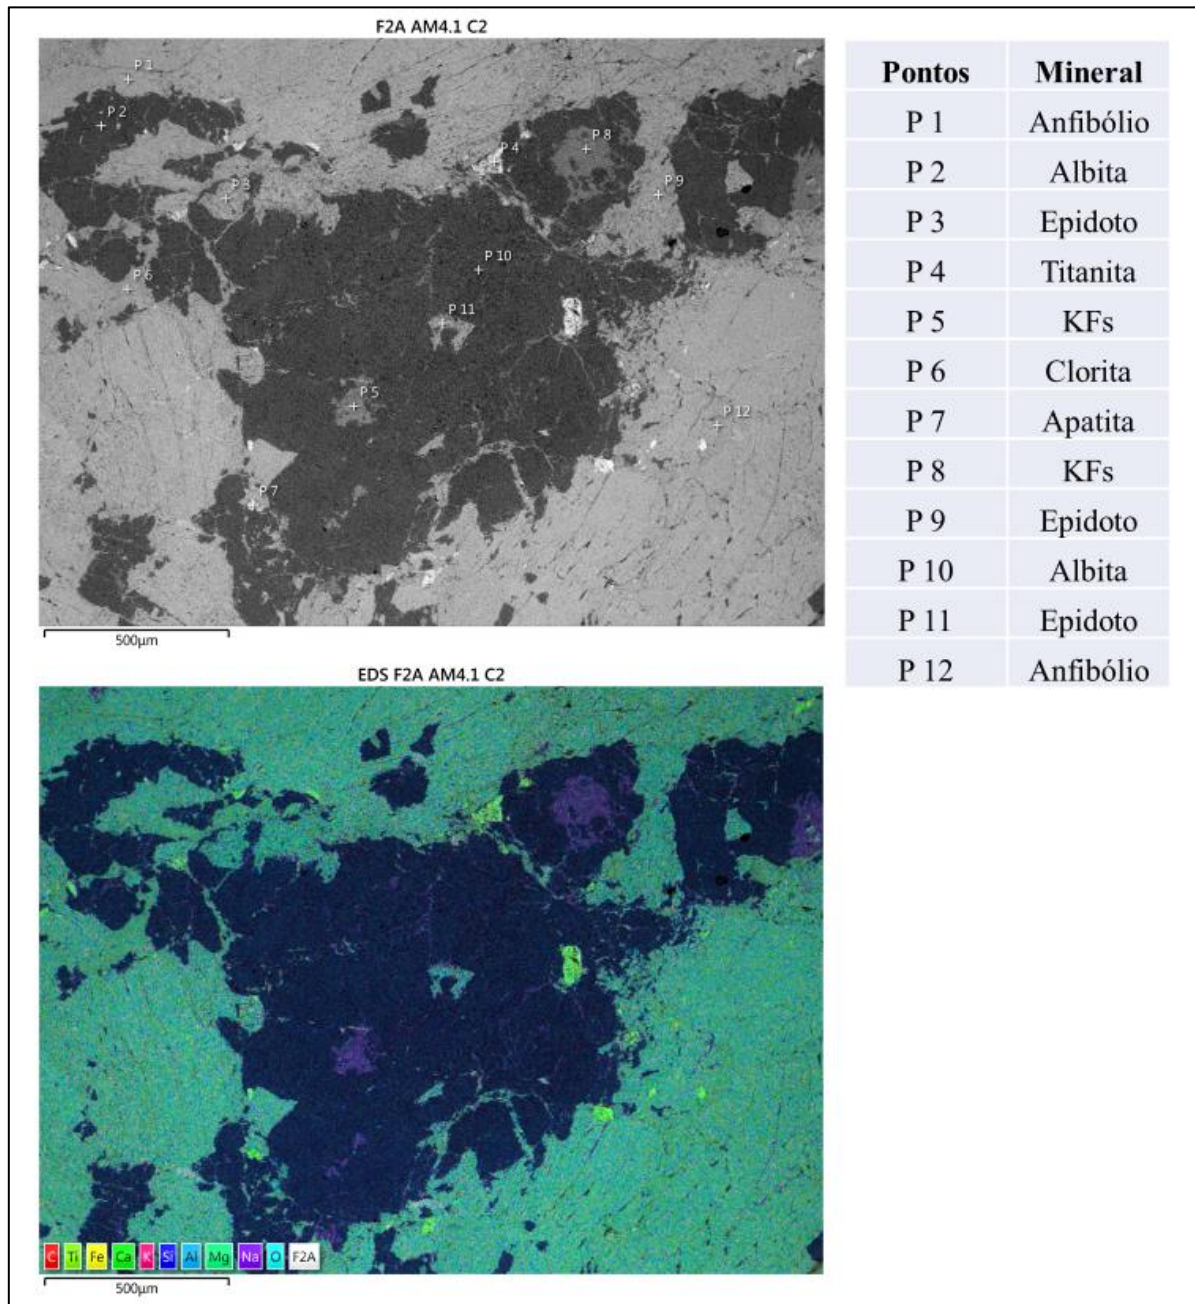 F2A AM4.1 C2
P 1
P 2
P 4
P 8
P 3
P 9
P 10
P 6
P 11
P 5
P 12
P 7
500µm
Pontos Mineral
P 1 Anfibólio
P 2 Albita
P 3 Epidoto
P 4 Titanita
P 5 KFs
P 6 Clorita
P 7 Apatita
P 8 KFs
P 9 Epidoto
P 10 Albita
P 11 Epidoto
P 12 Anfibólio
EDS F2A AM4.1 C2
C Ti Fe Ca K Si Al Mg Na O F2A
500µm